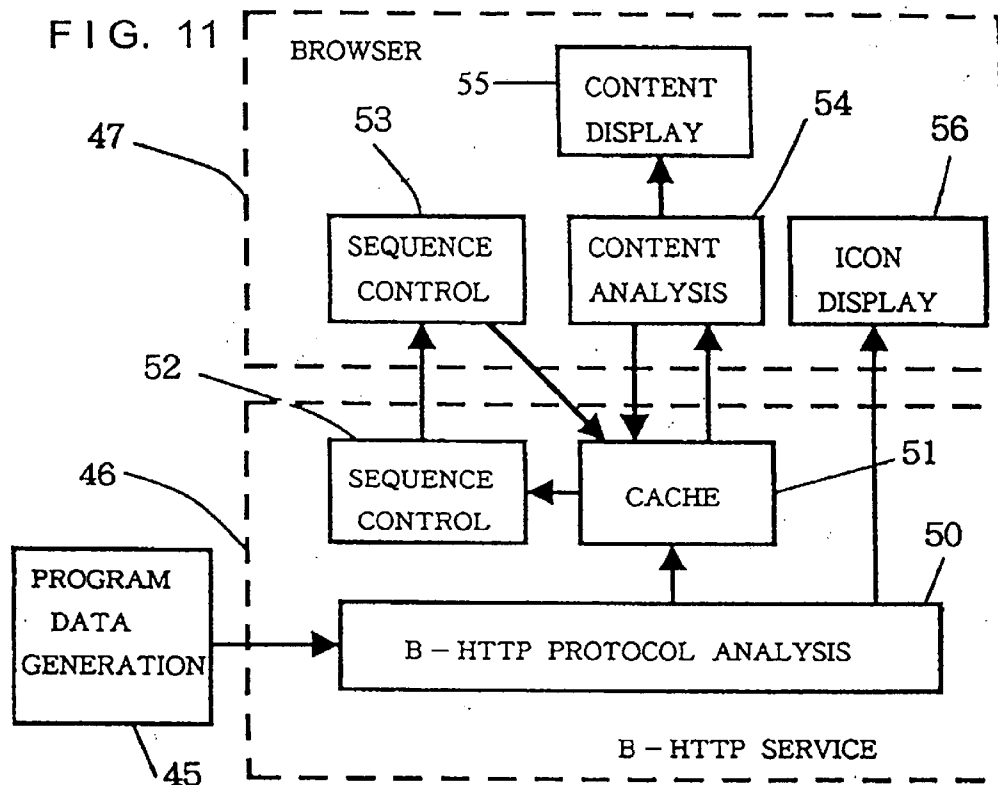 FIG. 11
BROWSER
55
CONTENT
DISPLAY
53
54
56
47
SEQUENCE
CONTROL
CONTENT
ANALYSIS
ICON
DISPLAY
52
46
SEQUENCE
CONTROL
CACHE
51
50
PROGRAM
DATA
GENERATION
B-HTTP PROTOCOL ANALYSIS
45
B-HTTP SERVICE